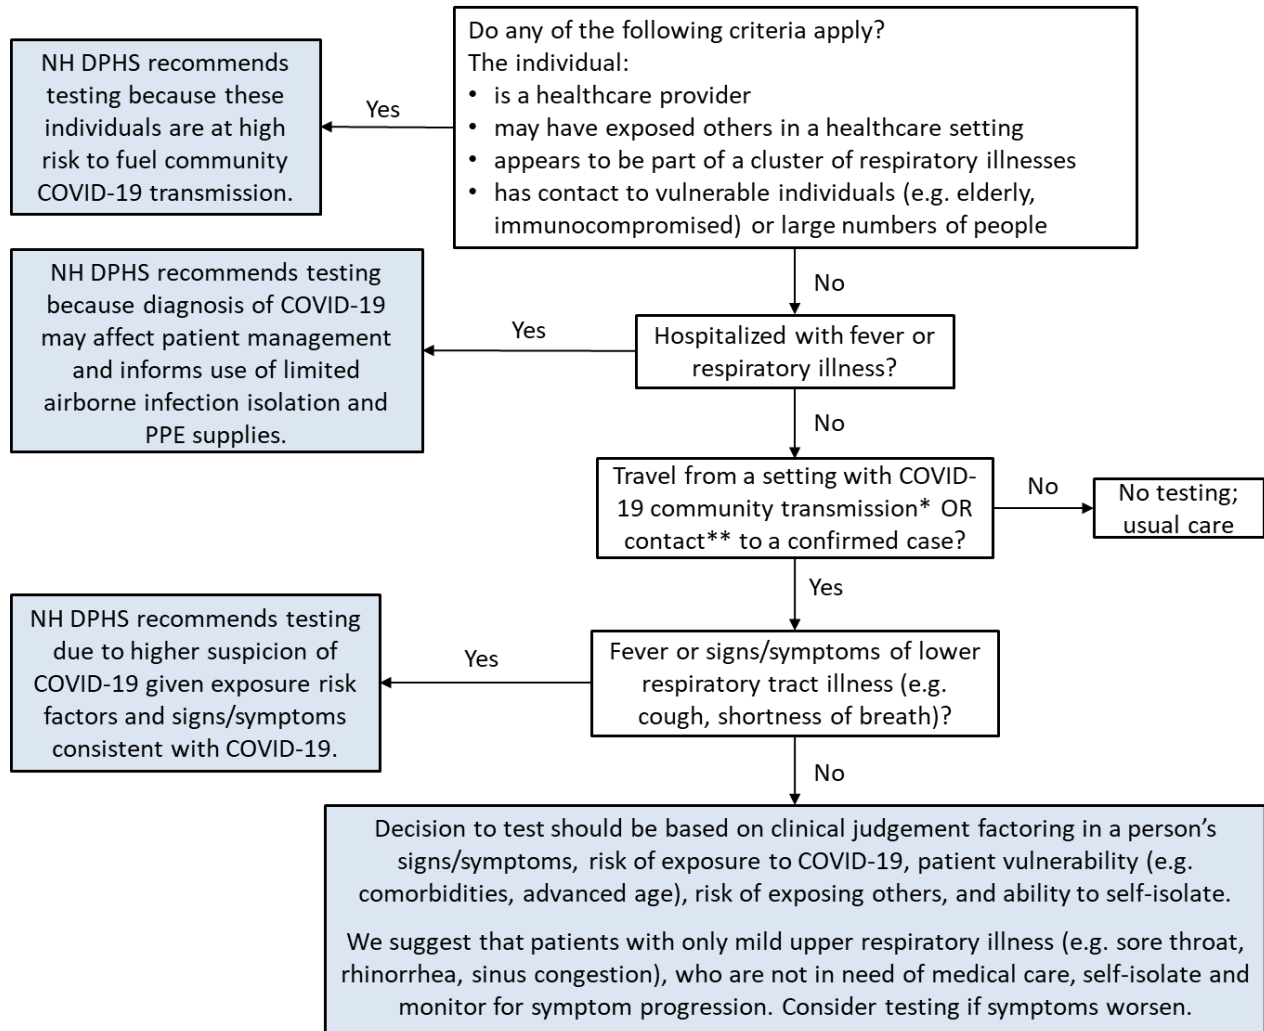 Do any of the following criteria apply?
The individual:
• is a healthcare provider
• may have exposed others in a healthcare setting
• appears to be part of a cluster of respiratory illnesses
• has contact to vulnerable individuals (e.g. elderly,
immunocompromised) or large numbers of people
Yes
NH DPHS recommends
testing because these
individuals are at high
risk to fuel community
COVID-19 transmission.
No
Hospitalized with fever or
respiratory illness?
Yes
NH DPHS recommends testing
because diagnosis of COVID-19
may affect patient management
and informs use of limited
airborne infection isolation and
PPE supplies.
No
Travel from a setting with COVID-
19 community transmission* OR
contact** to a confirmed case?
No
No testing;
usual care
Yes
Fever or signs/symptoms of lower
respiratory tract illness (e.g.
cough, shortness of breath)?
Yes
NH DPHS recommends testing
due to higher suspicion of
COVID-19 given exposure risk
factors and signs/symptoms
consistent with COVID-19.
No
Decision to test should be based on clinical judgement factoring in a person’s
signs/symptoms, risk of exposure to COVID-19, patient vulnerability (e.g.
comorbidities, advanced age), risk of exposing others, and ability to self-isolate.
We suggest that patients with only mild upper respiratory illness (e.g. sore throat,
rhinorrhea, sinus congestion), who are not in need of medical care, self-isolate and
monitor for symptom progression. Consider testing if symptoms worsen.